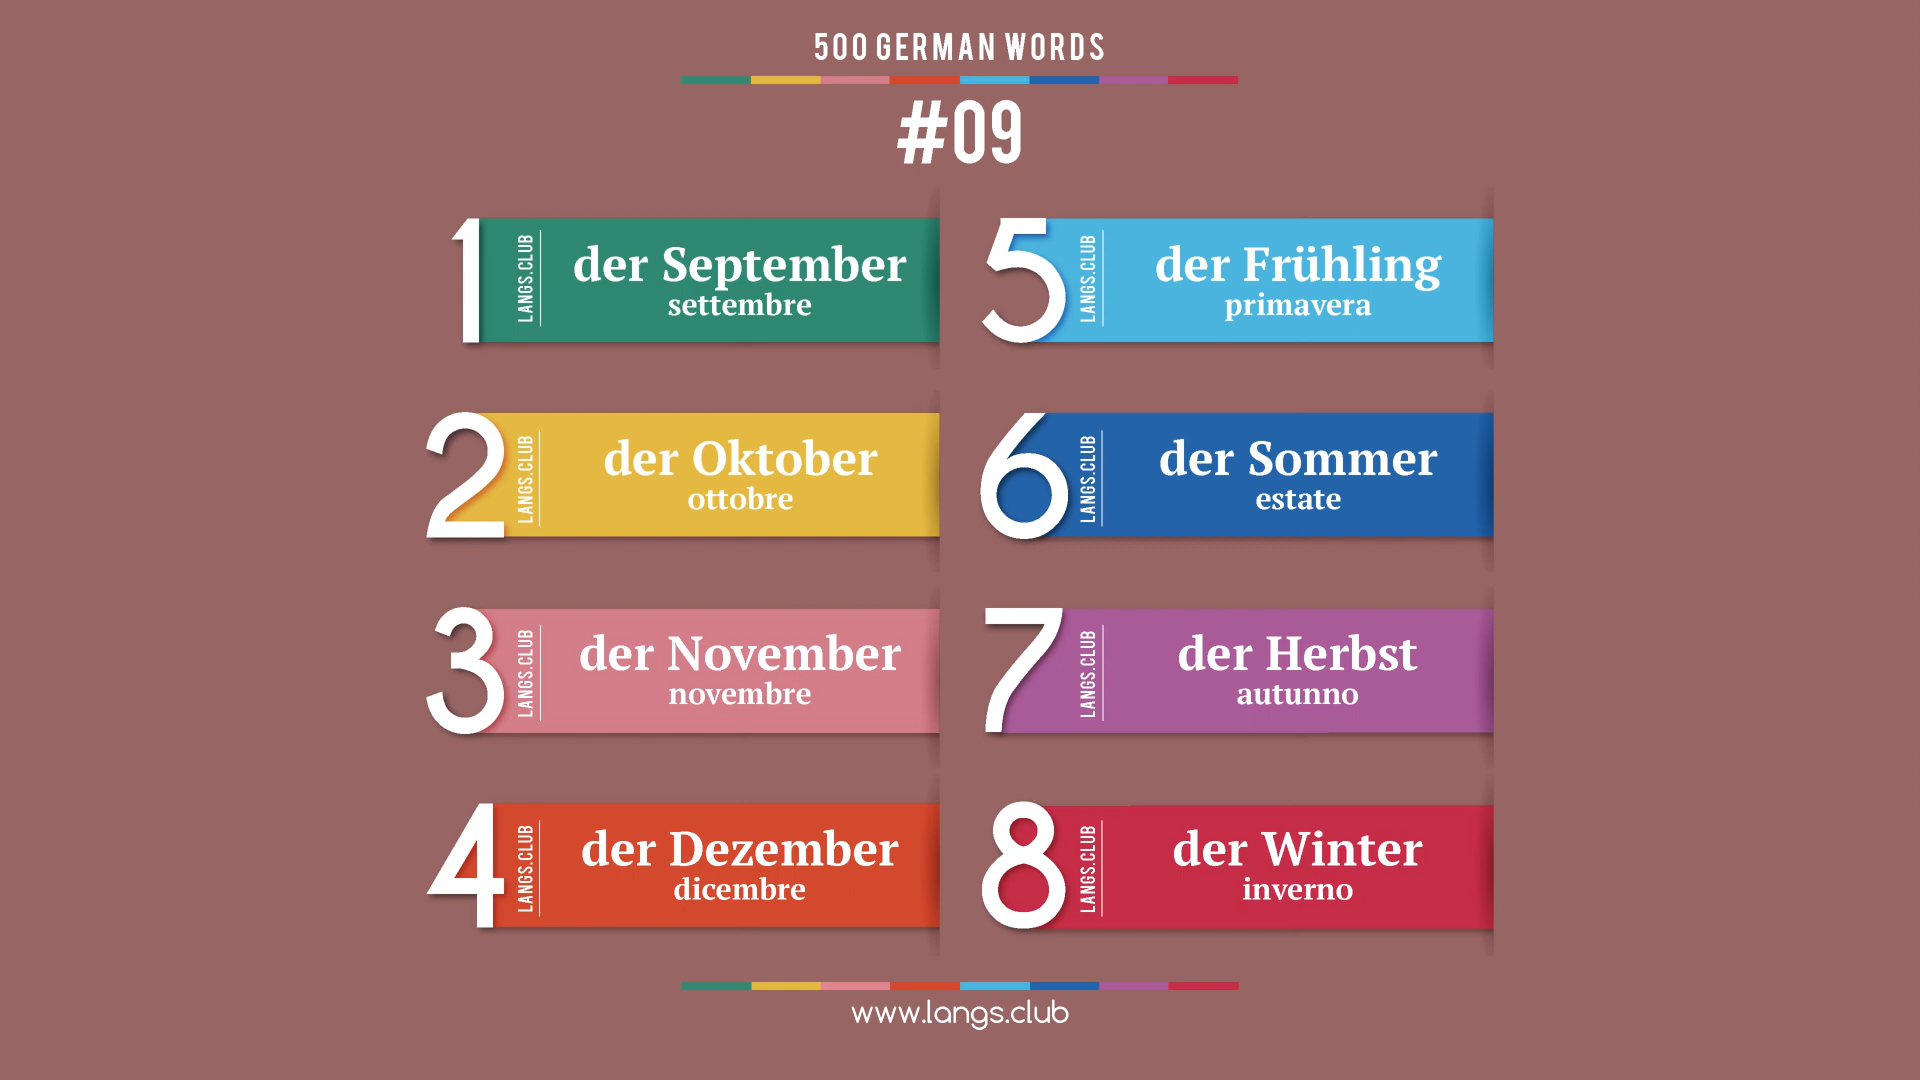 500 GERMAN WORDS
#09
1
LANGS.CLUB
der September
settembre
2
LANGS.CLUB
der Oktober
ottobre
3
LANGS.CLUB
der November
novembre
4
LANGS.CLUB
der Dezember
dicembre
5
LANGS.CLUB
der Frühling
primavera
6
LANGS.CLUB
der Sommer
estate
7
LANGS.CLUB
der Herbst
autunno
8
LANGS.CLUB
der Winter
inverno
www.langs.club